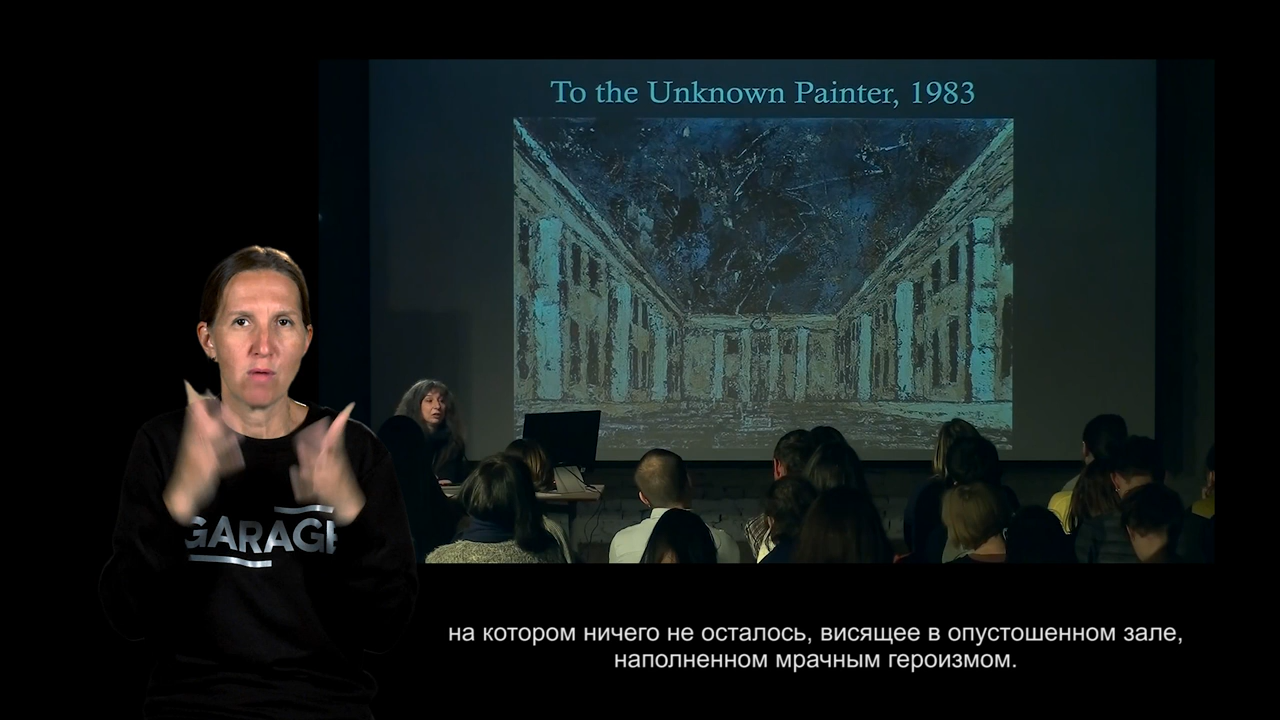 To the Unknown Painter, 1983
GARAGE
на котором ничего не осталось, висящее в опустошенном зале,
наполненном мрачным героизмом.